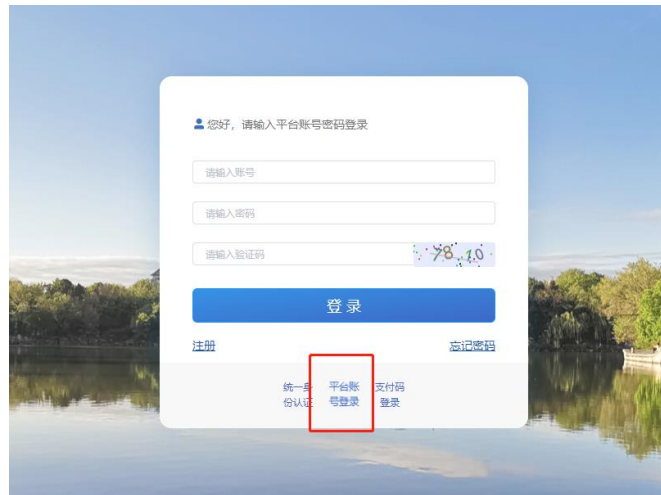 您好，请输入平台账号密码登录
请输入账号
请输入密码
请输入验证码 78 10
登录
注册 忘记密码
统一身 平台账 支付码
份认证 号登录 登录